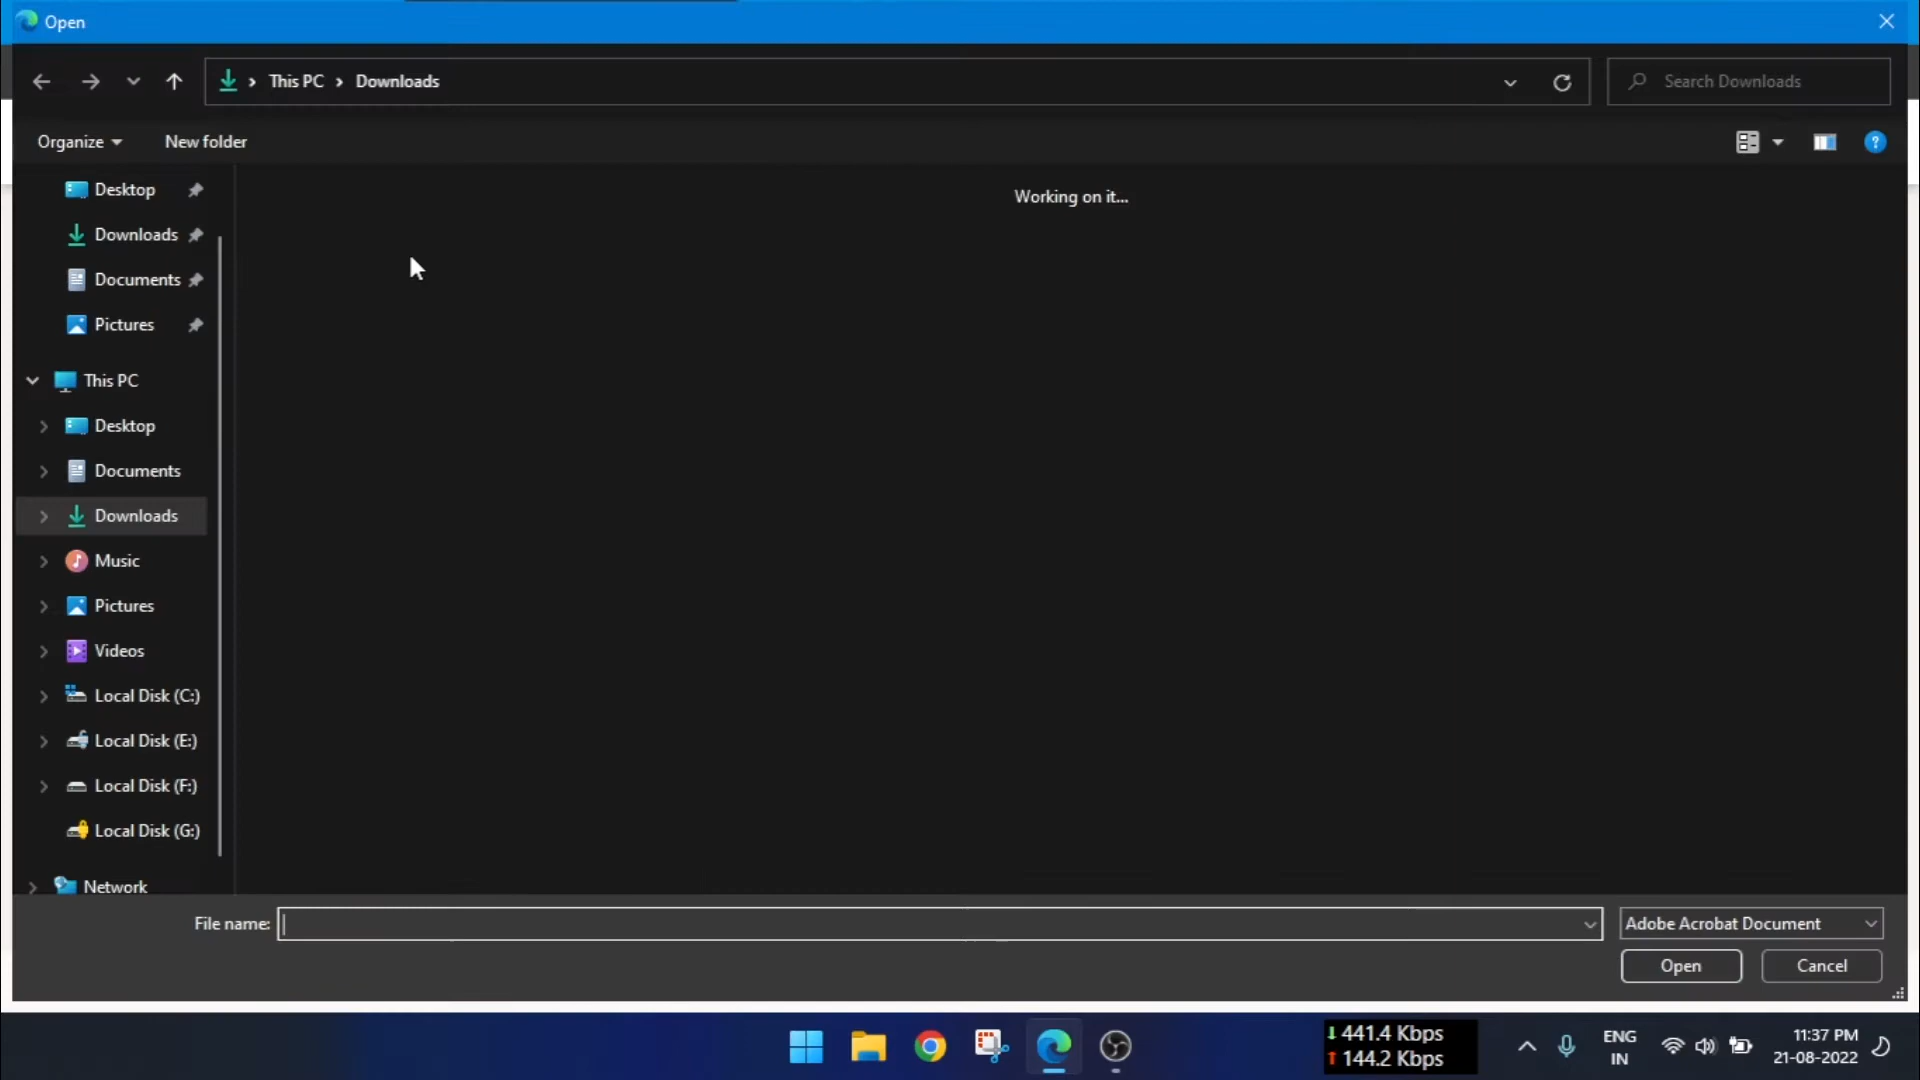 Open
This PC
Downloads
Search Downloads
Organize
New folder
Desktop
Downloads
Documents
Pictures
This PC
Desktop
Documents
Downloads
Music
Pictures
Videos
Local Disk (C:)
Local Disk (E:)
Local Disk (F:)
Local Disk (G:)
Network
Working on it...
File name:
Adobe Acrobat Document
Open
Cancel
441.4 Kbps
144.2 Kbps
ENG
IN
11:37 PM
21-08-2022